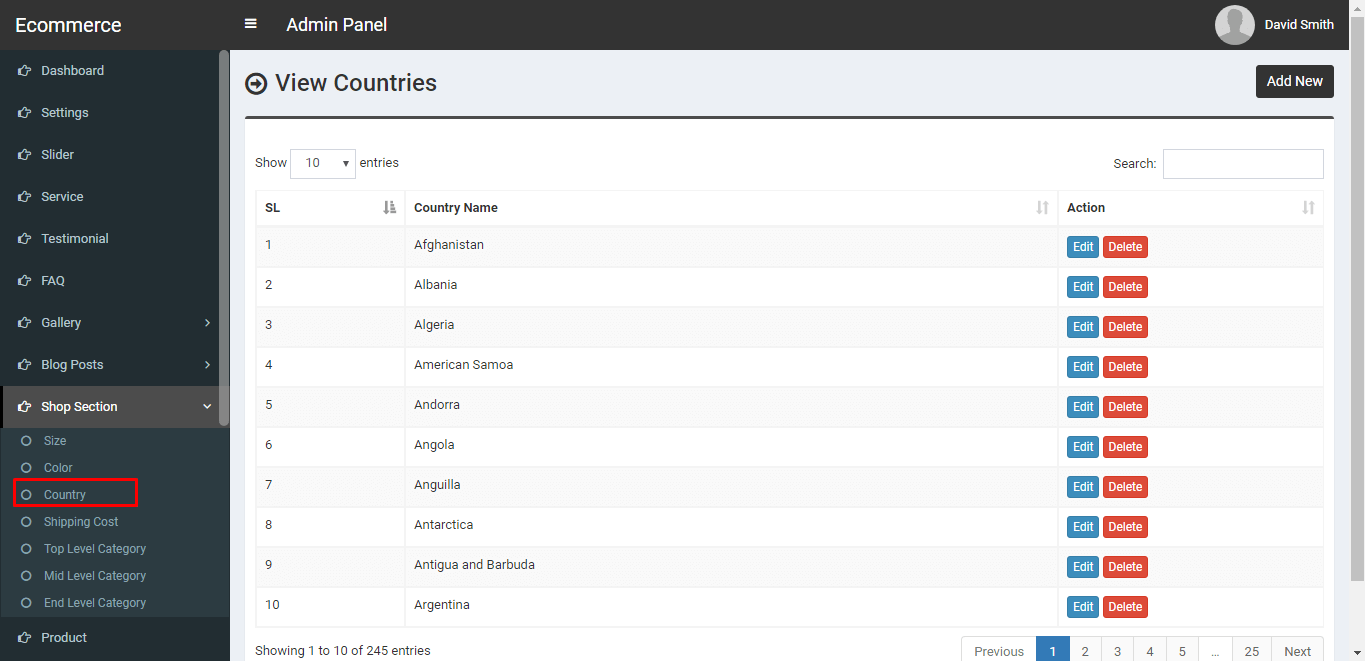 Ecommerce
Admin Panel
David Smith
Dashboard
Settings
Slider
Service
Testimonial
FAQ
Gallery
Blog Posts
Shop Section
Size
Color
Country
Shipping Cost
Top Level Category
Mid Level Category
End Level Category
Product
View Countries
Add New
Show 10 entries
Search:
SL Country Name Action
1 Afghanistan Edit Delete
2 Albania Edit Delete
3 Algeria Edit Delete
4 American Samoa Edit Delete
5 Andorra Edit Delete
6 Angola Edit Delete
7 Anguilla Edit Delete
8 Antarctica Edit Delete
9 Antigua and Barbuda Edit Delete
10 Argentina Edit Delete
Showing 1 to 10 of 245 entries
Previous 1 2 3 4 5 ... 25 Next